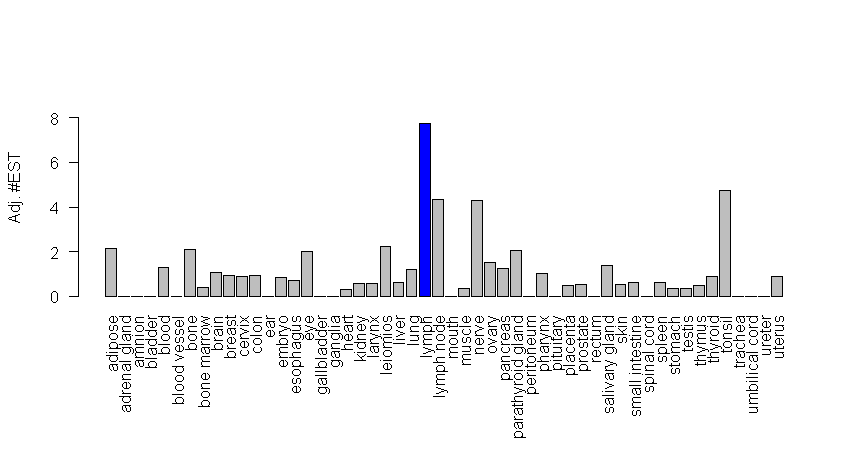 Adj. #EST
8
6
4
2
0
adipose
adrenal gland
amnion
bladder
blood
blood vessel
bone
bone marrow
brain
breast
cervix
colon
ear
embryo
esophagus
eye
gallbladder
ganglia
heart
kidney
larynx
leiomios
liver
lung
lymph
lymph node
mouth
muscle
nerve
ovary
pancreas
parathyroid gland
peritoneum
pharynx
pituitary
placenta
prostate
rectum
salivary gland
skin
small intestine
spinal cord
spleen
stomach
testis
thymus
thyroid
tonsil
trachea
umbilical cord
ureter
uterus